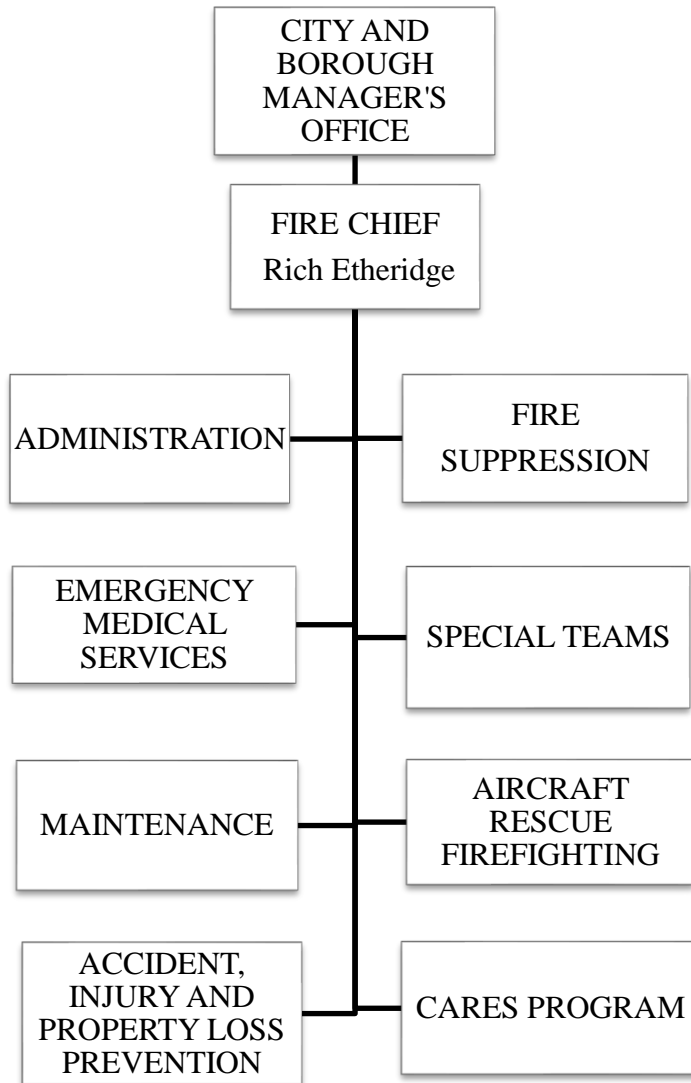 CITY AND
BOROUGH
MANAGER'S
OFFICE
FIRE CHIEF
Rich Etheridge
ADMINISTRATION
FIRE
SUPPRESSION
EMERGENCY
MEDICAL
SERVICES
SPECIAL TEAMS
MAINTENANCE
AIRCRAFT
RESCUE
FIREFIGHTING
ACCIDENT,
INJURY AND
PROPERTY LOSS
PREVENTION
CARES PROGRAM